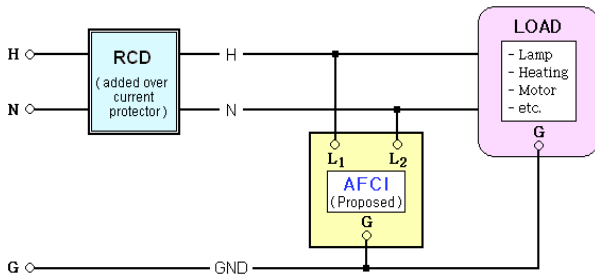 LOAD
- Lamp
- Heating
- Motor
- etc.
G
H
RCD
( added over
current
protector )
H
N
N
L1
L2
AFCI
( Proposed )
G
G
GND